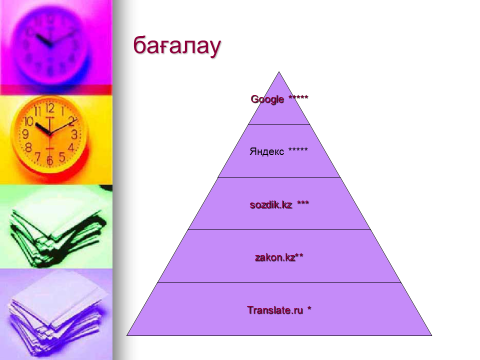 бағалау
Google *****
Яндекс *****
sozdik.kz ***
zakon.kz**
Translate.ru *